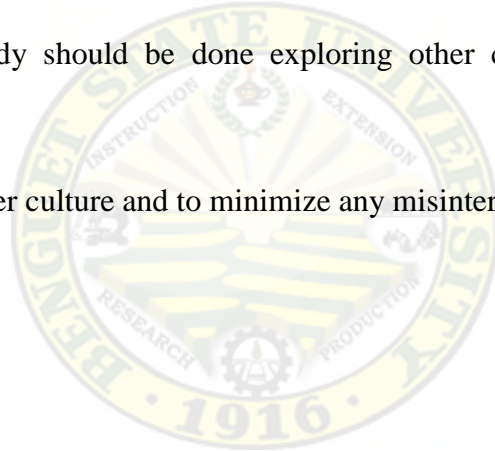 dy should be done exploring other c
er culture and to minimize any misinter
BENGUET STATE UNIVERSITY
INSTRUCTION
EXTENSION
RESEARCH
PRODUCTION
1916